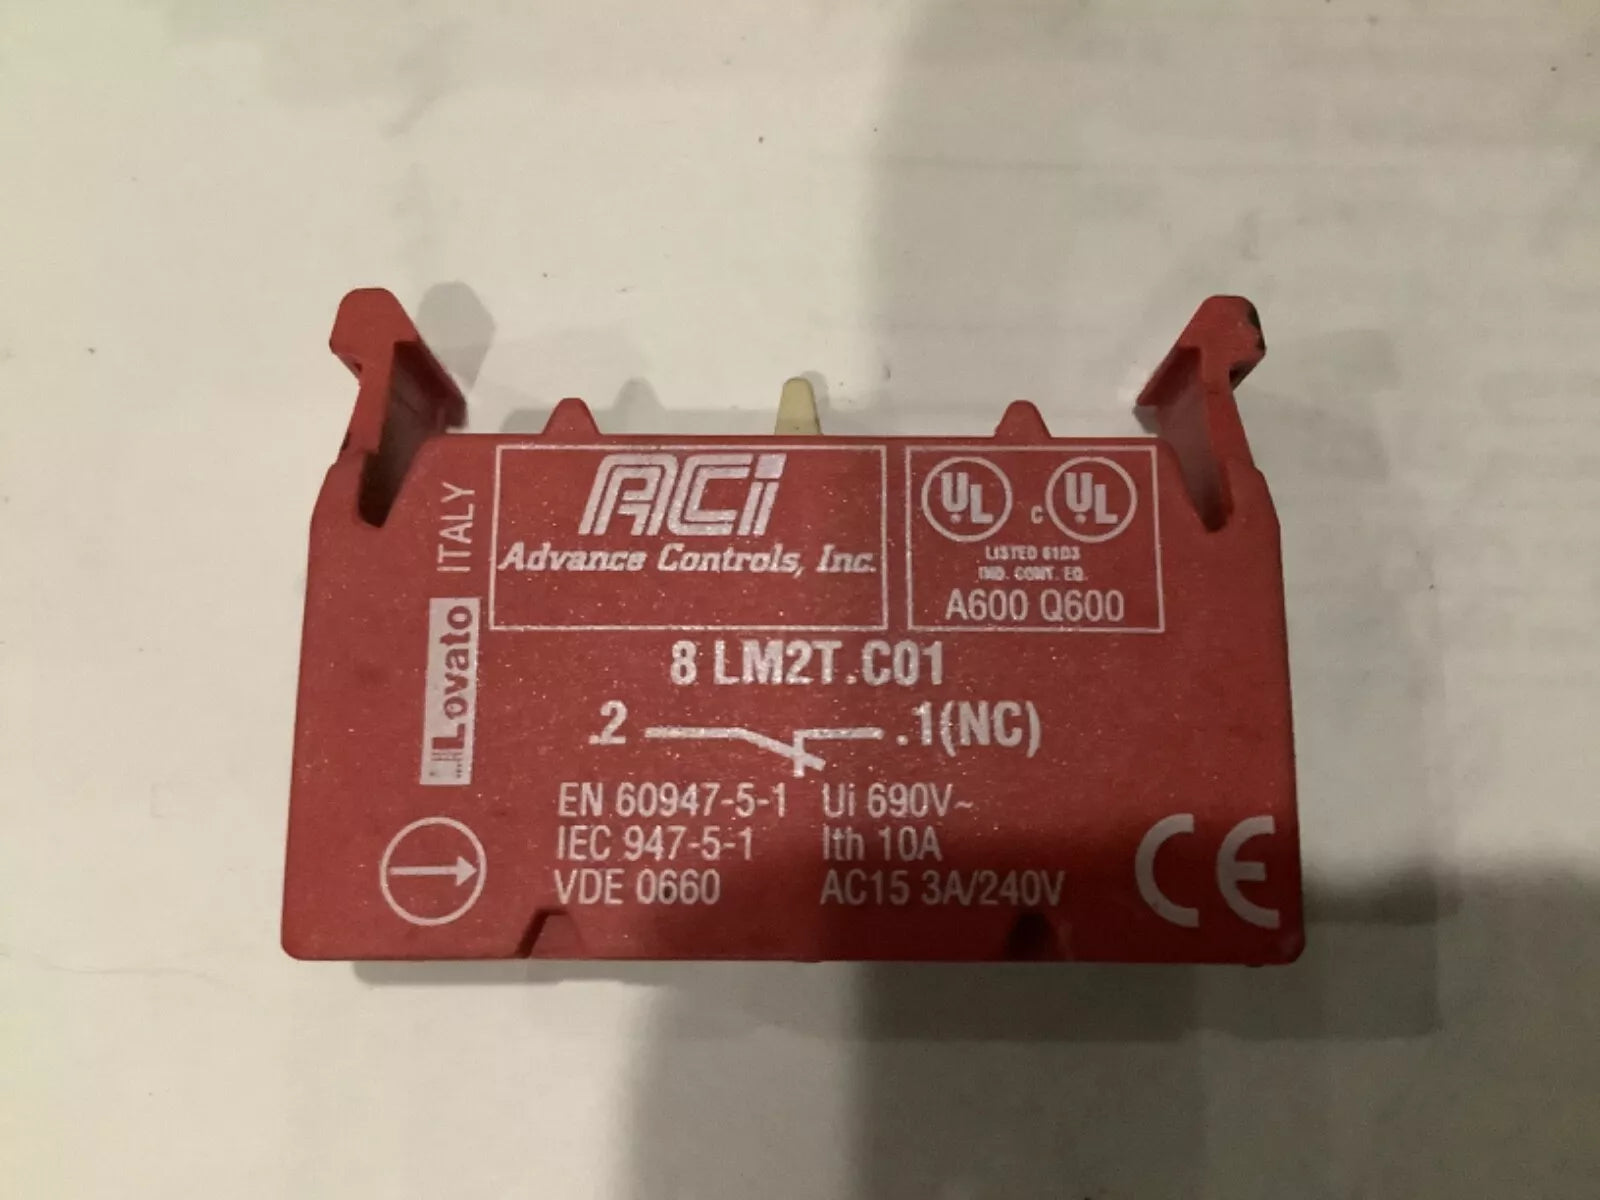 ACi
Advance Controls, Inc.
UL c UL
LISTED 61D3
IND. CONT. EQ.
A600 Q600
ITALY
Lovato
8 LM2T.C01
.2 .1(NC)
EN 60947-5-1 Ui 690V~
IEC 947-5-1 Ith 10A
VDE 0660 AC15 3A/240V
CE